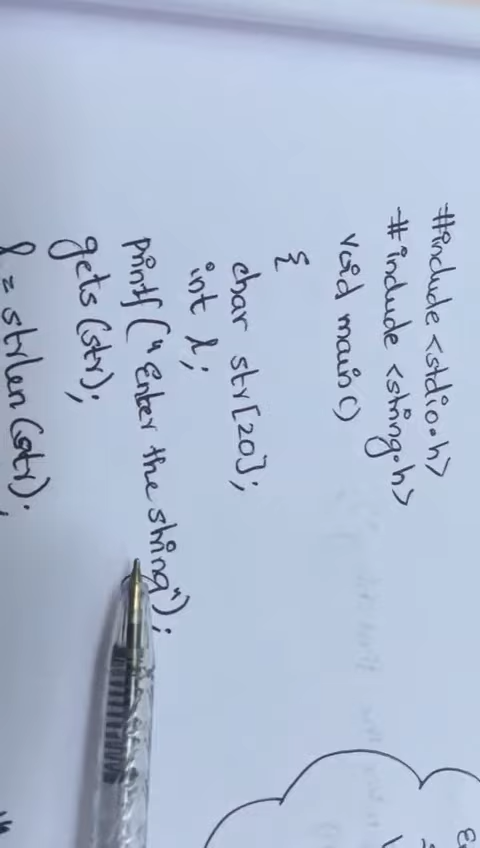 #include <stdio.h>
#include <string.h>
void main()
{
char str[20];
int l;
printf("Enter the string");
gets(str);
l = strlen(str);